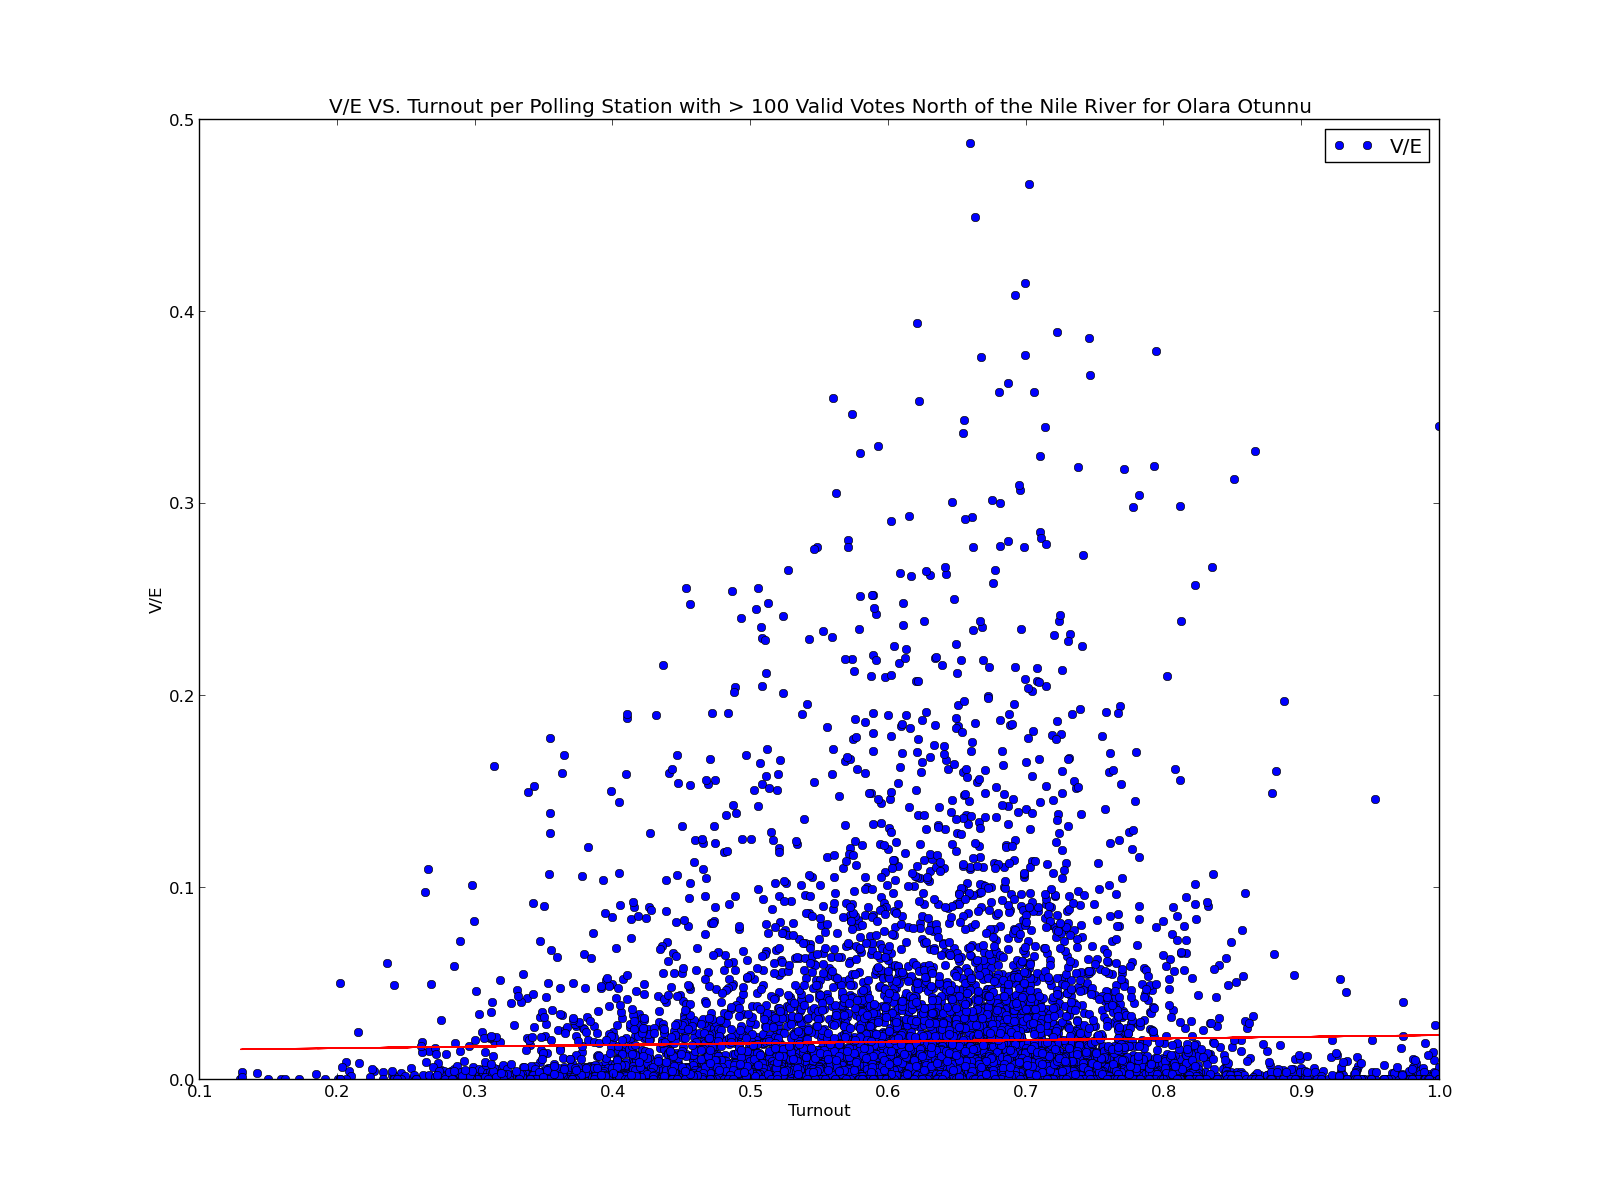 V/E VS. Turnout per Polling Station with > 100 Valid Votes North of the Nile River for Olara Otunnu
V/E
0.5
0.4
0.3
0.2
0.1
0.0
V/E
0.1 0.2 0.3 0.4 0.5 0.6 0.7 0.8 0.9 1.0
Turnout